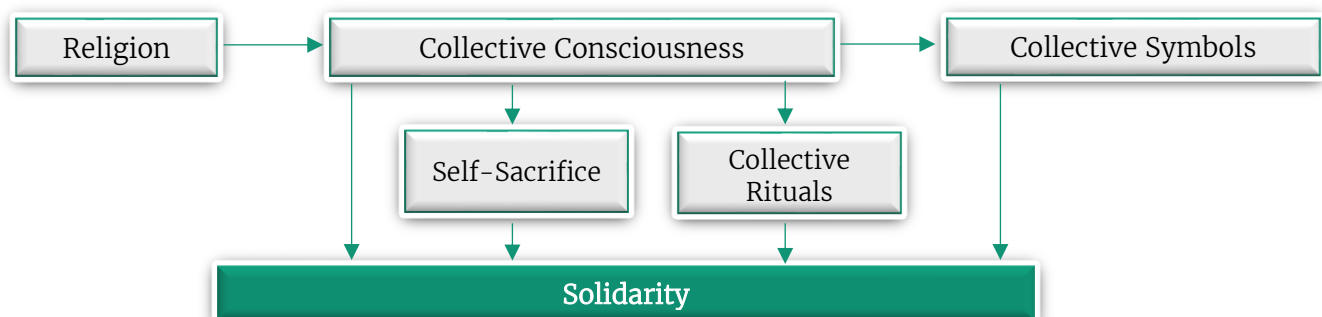 Religion
Collective Consciousness
Collective Symbols
Self-Sacrifice
Collective
Rituals
Solidarity